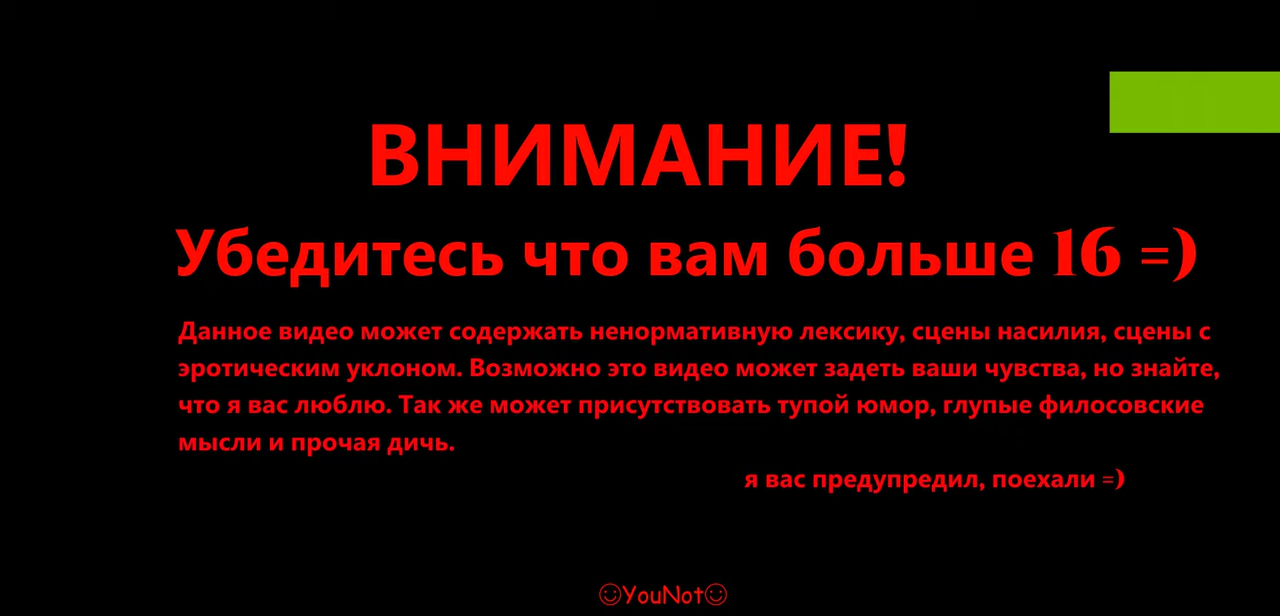 ВНИМАНИЕ!
Убедитесь что вам больше 16 =)
Данное видео может содержать ненормативную лексику, сцены насилия, сцены с
эротическим уклоном. Возможно это видео может задеть ваши чувства, но знайте,
что я вас люблю. Так же может присутствовать тупой юмор, глупые филосовские
мысли и прочая дичь.
я вас предупредил, поехали =)
☺YouNot☺